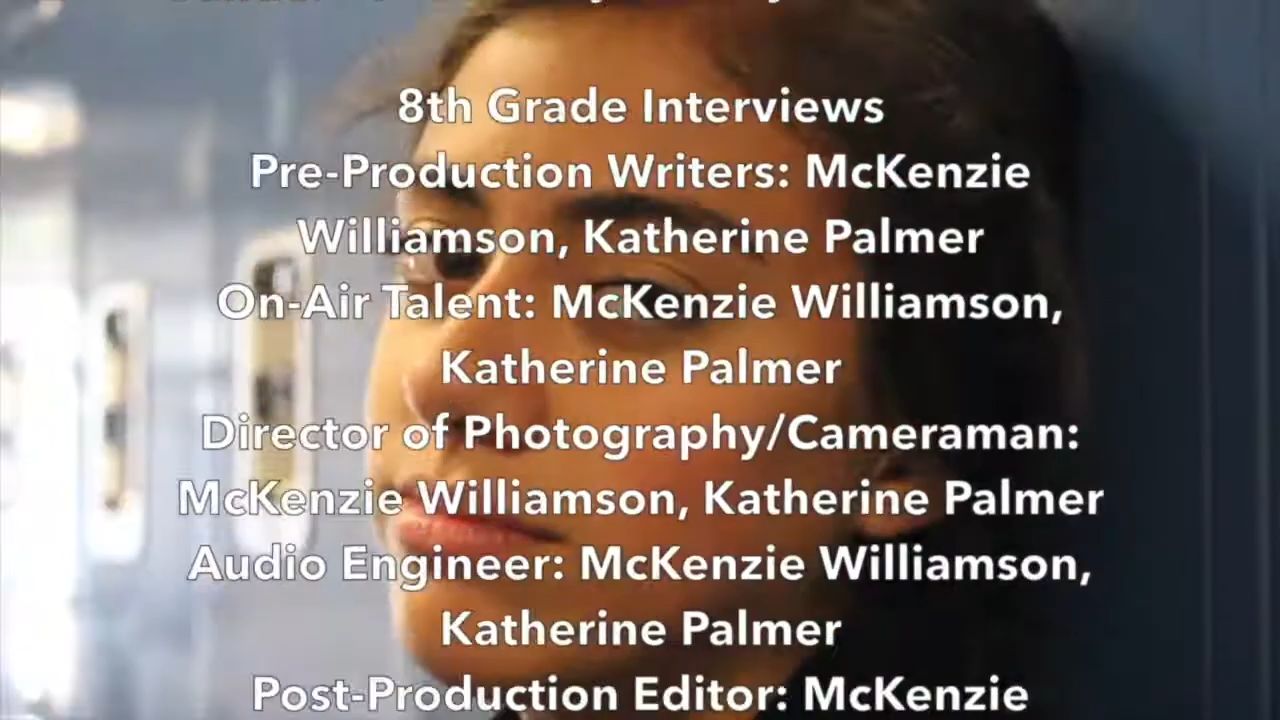 8th Grade Interviews
Pre-Production Writers: McKenzie
Williamson, Katherine Palmer
On-Air Talent: McKenzie Williamson,
Katherine Palmer
Director of Photography/Cameraman:
McKenzie Williamson, Katherine Palmer
Audio Engineer: McKenzie Williamson,
Katherine Palmer
Post-Production Editor: McKenzie